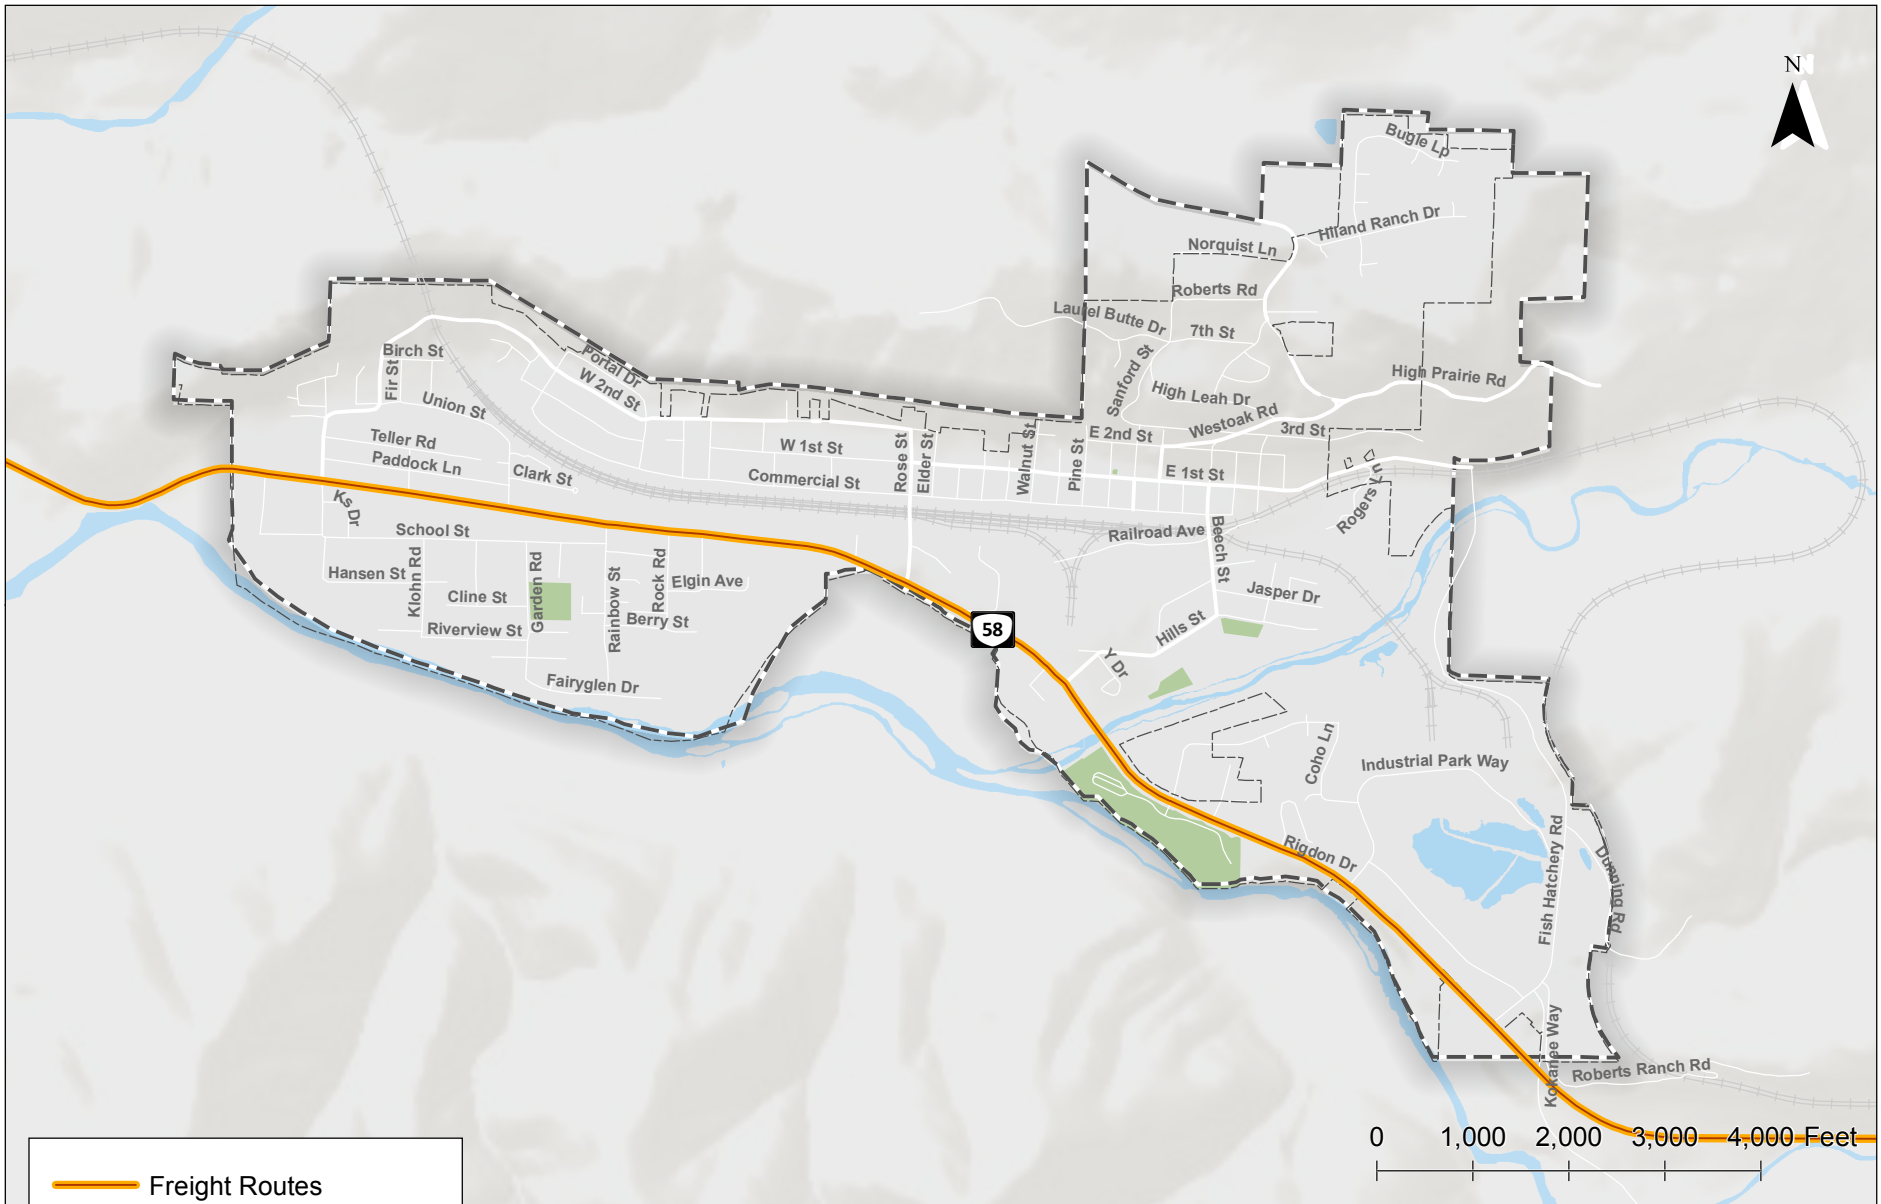 N
Bugle Lp
Hiland Ranch Dr
Norquist Ln
Roberts Rd
Laurel Butte Dr
7th St
Birch St
Portal Dr
Fir St
W 2nd St
Sanford St
High Prairie Rd
High Leah Dr
Union St
Westoak Rd
3rd St
E 2nd St
Teller Rd
W 1st St
Rose St
Elder St
Walnut St
Pine St
Paddock Ln
Clark St
Commercial St
E 1st St
Rogers Ln
Ks Dr
School St
Railroad Ave
Beech St
Hansen St
Klohn Rd
Garden Rd
Rainbow St
Rock Rd
Elgin Ave
Jasper Dr
Cline St
Berry St
Riverview St
58
Hills St
Y Dr
Fairyglen Dr
Coho Ln
Industrial Park Way
Rigdon Dr
Fish Hatchery Rd
Dunning Rd
Kokanee Way
Roberts Ranch Rd
0 1,000 2,000 3,000 4,000 Feet
Freight Routes